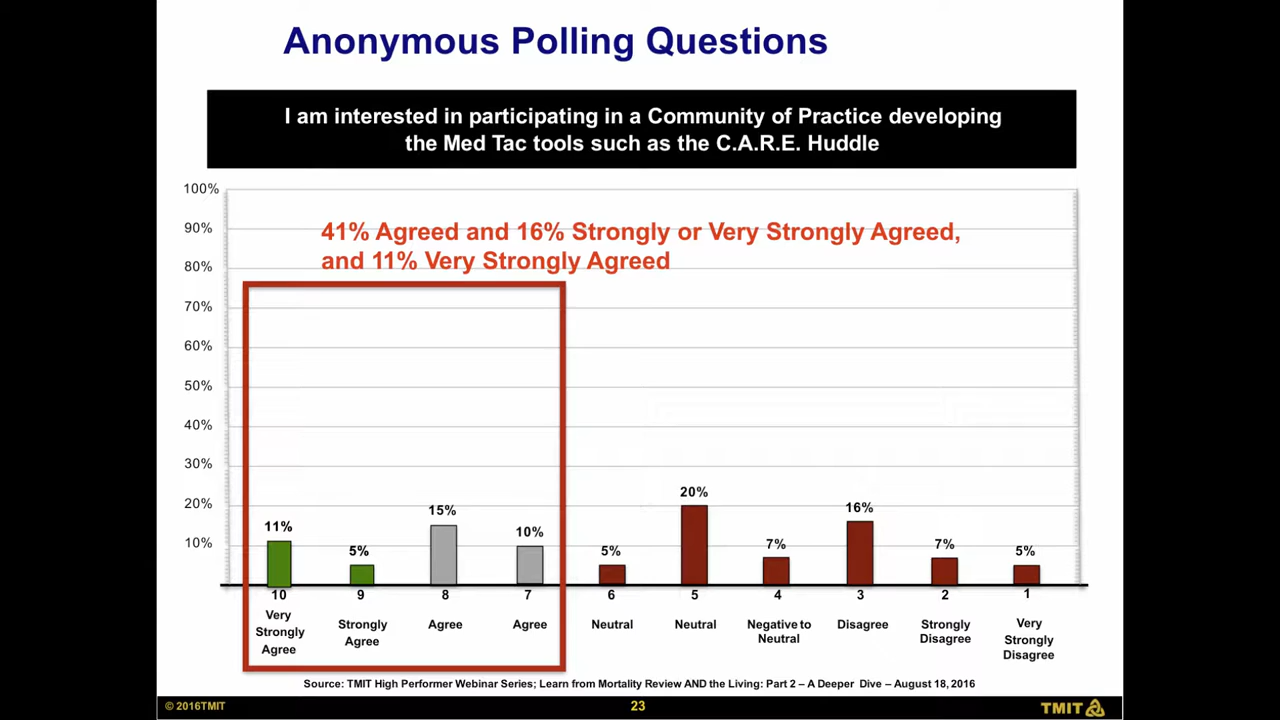 Anonymous Polling Questions
I am interested in participating in a Community of Practice developing
the Med Tac tools such as the C.A.R.E. Huddle
100%
90%
80%
70%
60%
50%
40%
30%
20%
10%
41% Agreed and 16% Strongly or Very Strongly Agreed,
and 11% Very Strongly Agreed
11%
5%
15%
10%
5%
20%
7%
16%
7%
5%
10
9
8
7
6
5
4
3
2
1
Very
Strongly
Agree
Strongly
Agree
Agree
Agree
Neutral
Neutral
Negative to
Neutral
Disagree
Strongly
Disagree
Very
Strongly
Disagree
Source: TMIT High Performer Webinar Series; Learn from Mortality Review AND the Living: Part 2 – A Deeper Dive – August 18, 2016
© 2016TMIT
23
TMIT